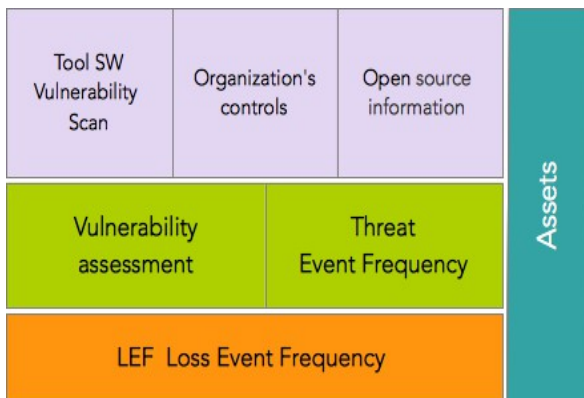 Tool SW
Vulnerability
Scan
Organization's
controls
Open source
information
Vulnerability
assessment
Threat
Event Frequency
LEF Loss Event Frequency
Assets